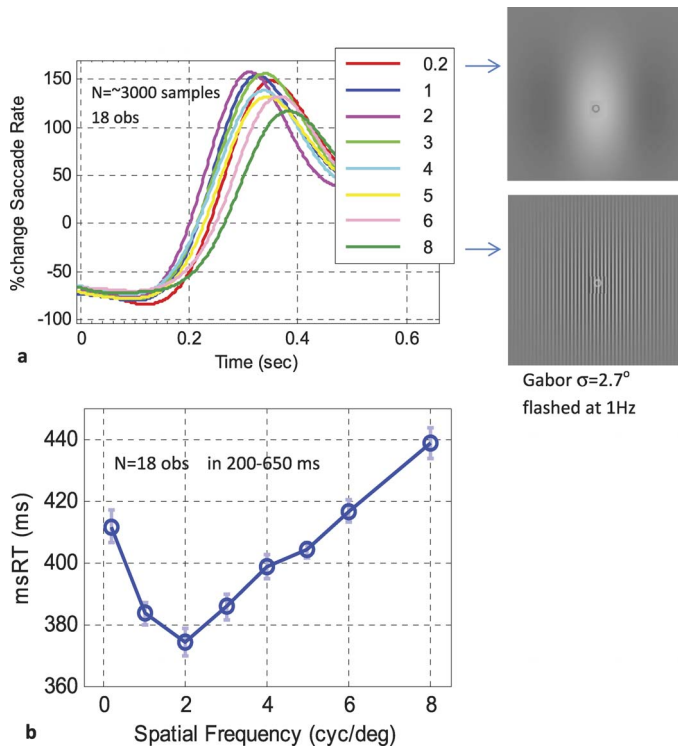 %change Saccade Rate
150
100
50
0
-50
-100
N=~3000 samples
18 obs
0.2
1
2
3
4
5
6
8
0
0.2
0.4
0.6
Time (sec)
a
Gabor σ=2.7°
flashed at 1Hz
msRT (ms)
440
420
400
380
360
N=18 obs in 200-650 ms
0 2 4 6 8
Spatial Frequency (cyc/deg)
b